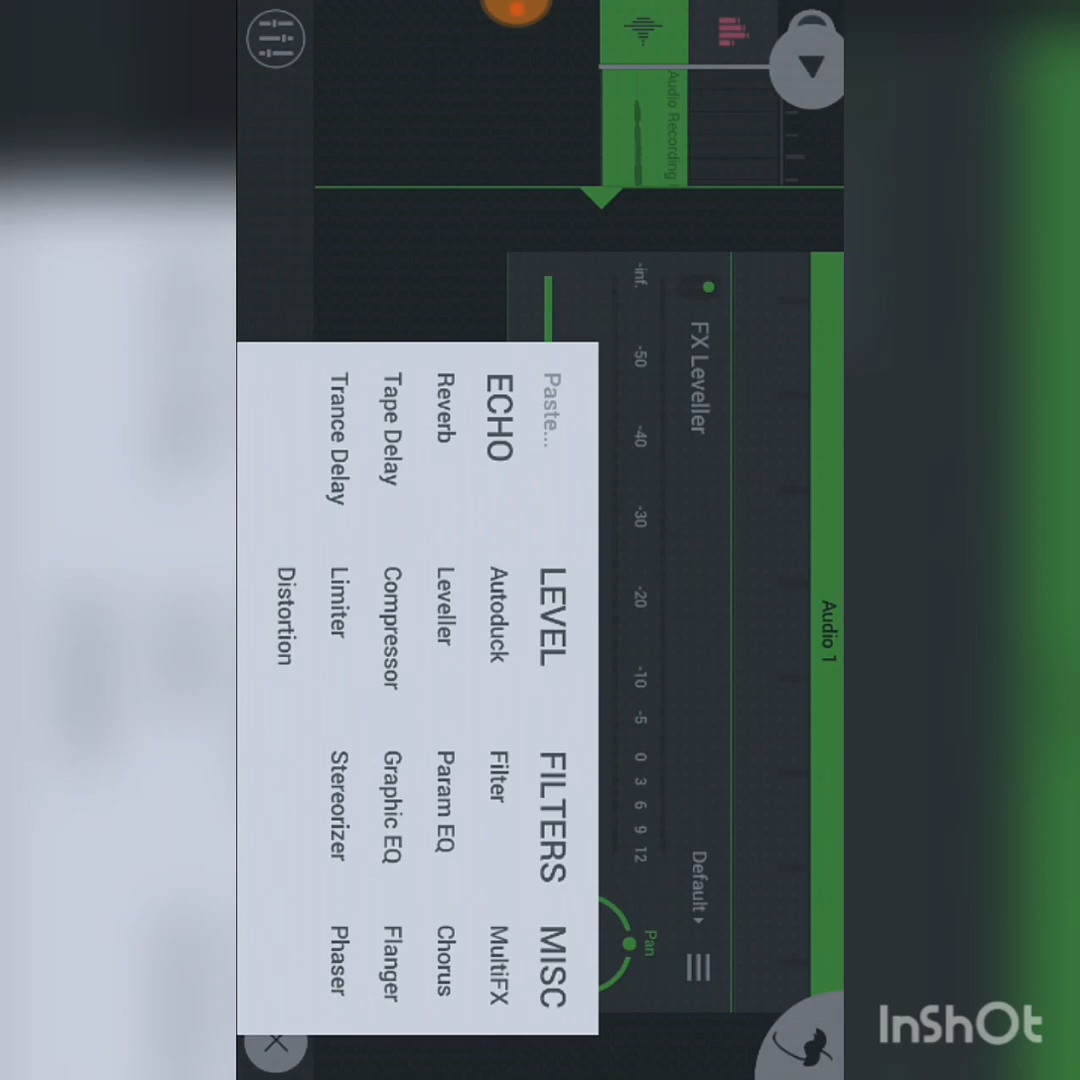 Audio Recording
Audio 1
FX Leveller
Default
-inf. -50 -40 -30 -20 -10 -5 0 3 6 9 12
Pan
Paste...
ECHO
Reverb
Tape Delay
Trance Delay
LEVEL
Autoduck
Leveller
Compressor
Limiter
Distortion
FILTERS
Filter
Param EQ
Graphic EQ
Stereorizer
MISC
MultiFX
Chorus
Flanger
Phaser
InShOt